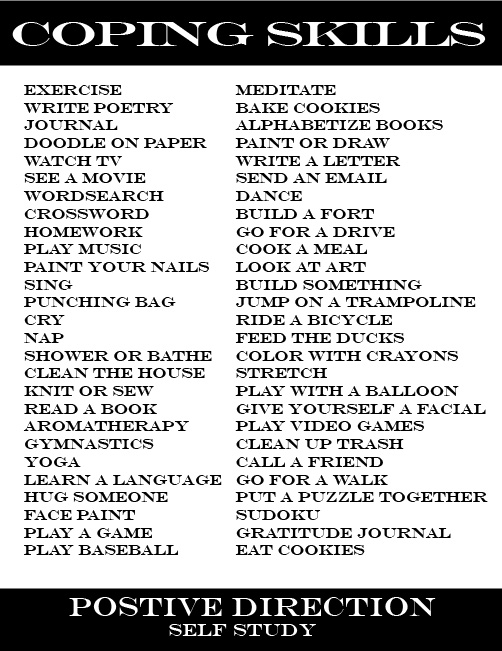 COPING SKILLS
EXERCISE
WRITE POETRY
JOURNAL
DOODLE ON PAPER
WATCH TV
SEE A MOVIE
WORDSEARCH
CROSSWORD
HOMEWORK
PLAY MUSIC
PAINT YOUR NAILS
SING
PUNCHING BAG
CRY
NAP
SHOWER OR BATHE
CLEAN THE HOUSE
KNIT OR SEW
READ A BOOK
AROMATHERAPY
GYMNASTICS
YOGA
LEARN A LANGUAGE
HUG SOMEONE
FACE PAINT
PLAY A GAME
PLAY BASEBALL
MEDITATE
BAKE COOKIES
ALPHABETIZE BOOKS
PAINT OR DRAW
WRITE A LETTER
SEND AN EMAIL
DANCE
BUILD A FORT
GO FOR A DRIVE
COOK A MEAL
LOOK AT ART
BUILD SOMETHING
JUMP ON A TRAMPOLINE
RIDE A BICYCLE
FEED THE DUCKS
COLOR WITH CRAYONS
STRETCH
PLAY WITH A BALLOON
GIVE YOURSELF A FACIAL
PLAY VIDEO GAMES
CLEAN UP TRASH
CALL A FRIEND
GO FOR A WALK
PUT A PUZZLE TOGETHER
SUDOKU
GRATITUDE JOURNAL
EAT COOKIES
POSTIVE DIRECTION
SELF STUDY